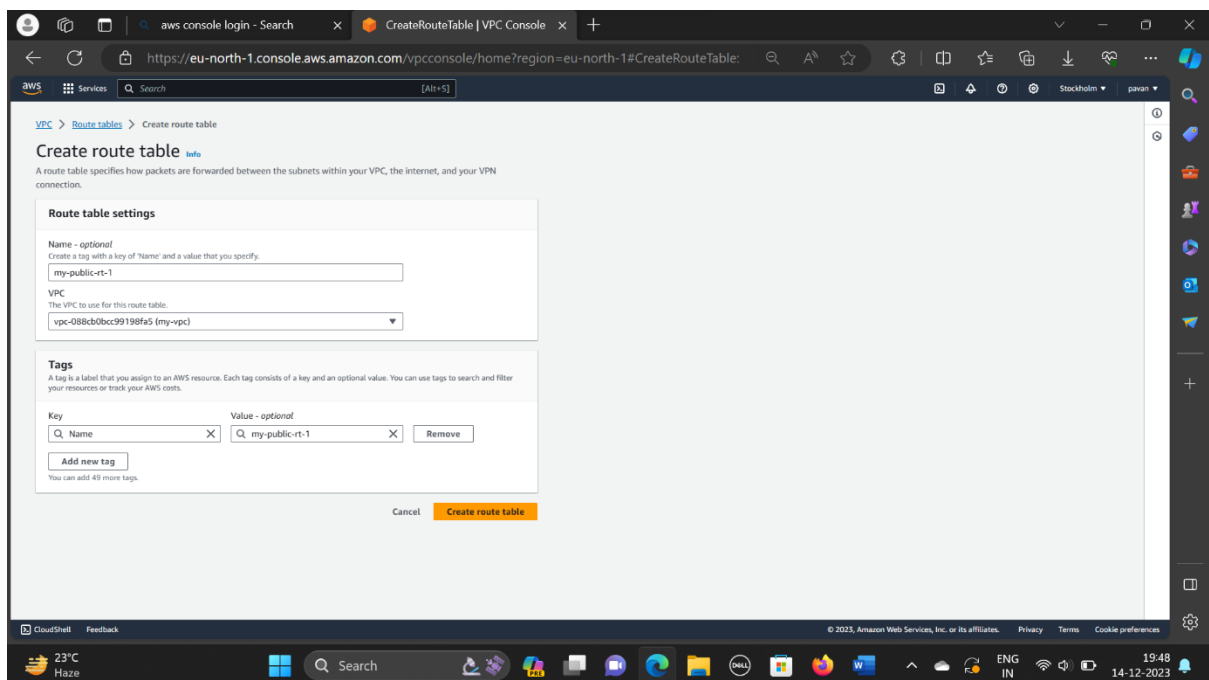 aws console login - Search
CreateRouteTable | VPC Console
https://eu-north-1.console.aws.amazon.com/vpcconsole/home?region=eu-north-1#CreateRouteTable:
aws Services Search [Alt+S] Stockholm pavan
VPC > Route tables > Create route table
Create route table Info
A route table specifies how packets are forwarded between the subnets within your VPC, the internet, and your VPN
connection.
Route table settings
Name - optional
Create a tag with a key of 'Name' and a value that you specify.
my-public-rt-1
VPC
The VPC to use for this route table.
vpc-088cb0bcc99198fa5 (my-vpc)
Tags
A tag is a label that you assign to an AWS resource. Each tag consists of a key and an optional value. You can use tags to search and filter
your resources or track your AWS costs.
Key Value - optional
Name my-public-rt-1 Remove
Add new tag
You can add 49 more tags.
Cancel Create route table
CloudShell Feedback © 2023, Amazon Web Services, Inc. or its affiliates. Privacy Terms Cookie preferences
23°C
Haze
Search
PRE
DELL
W
ENG
IN
19:48
14-12-2023